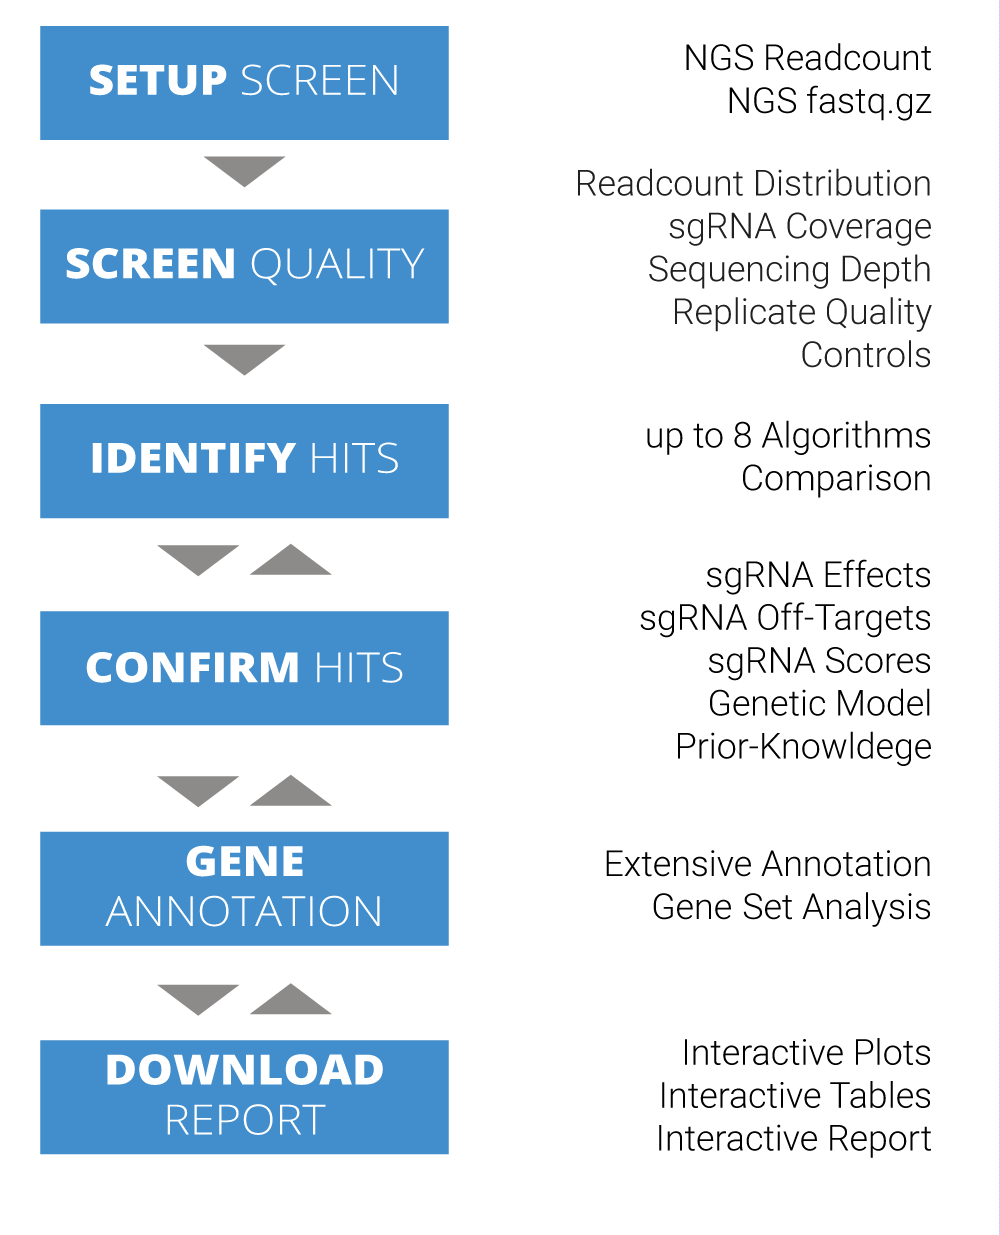 SETUP SCREEN
NGS Readcount
NGS fastq.gz
SCREEN QUALITY
Readcount Distribution
sgRNA Coverage
Sequencing Depth
Replicate Quality
Controls
IDENTIFY HITS
up to 8 Algorithms
Comparison
CONFIRM HITS
sgRNA Effects
sgRNA Off-Targets
sgRNA Scores
Genetic Model
Prior-Knowldege
GENE
ANNOTATION
Extensive Annotation
Gene Set Analysis
DOWNLOAD
REPORT
Interactive Plots
Interactive Tables
Interactive Report